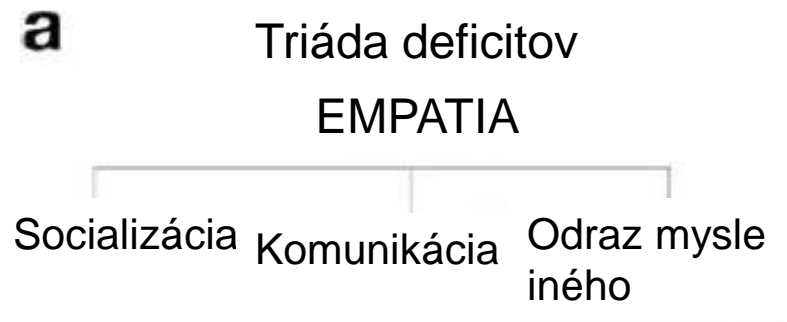 a
Triáda deficitov
EMPATIA
Socializácia
Komunikácia
Odraz mysle
iného